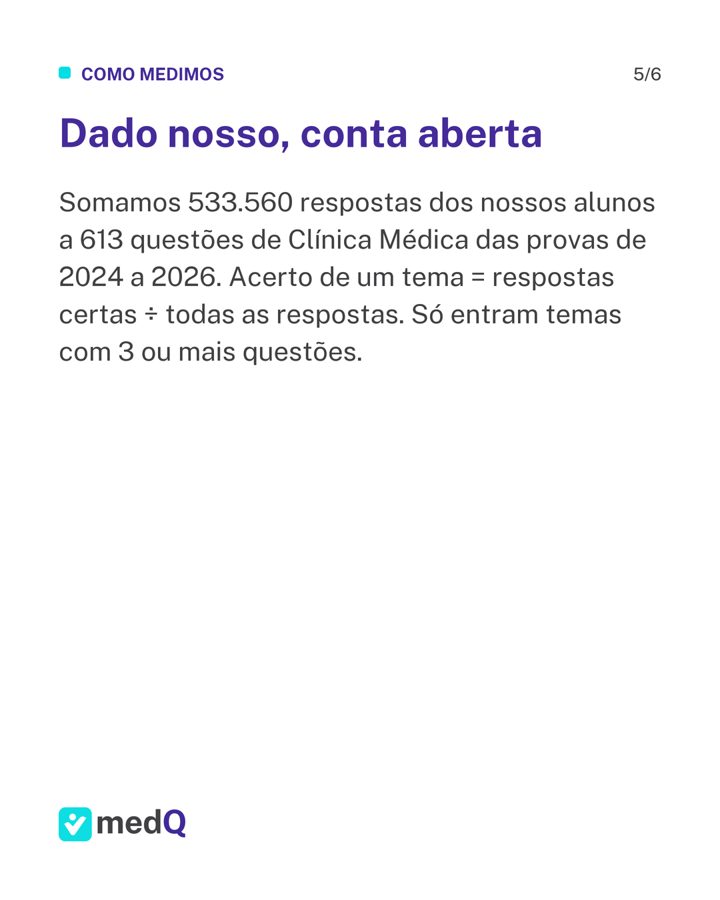 COMO MEDIMOS
5/6
Dado nosso, conta aberta
Somamos 533.560 respostas dos nossos alunos
a 613 questões de Clínica Médica das provas de
2024 a 2026. Acerto de um tema = respostas
certas ÷ todas as respostas. Só entram temas
com 3 ou mais questões.
medQ